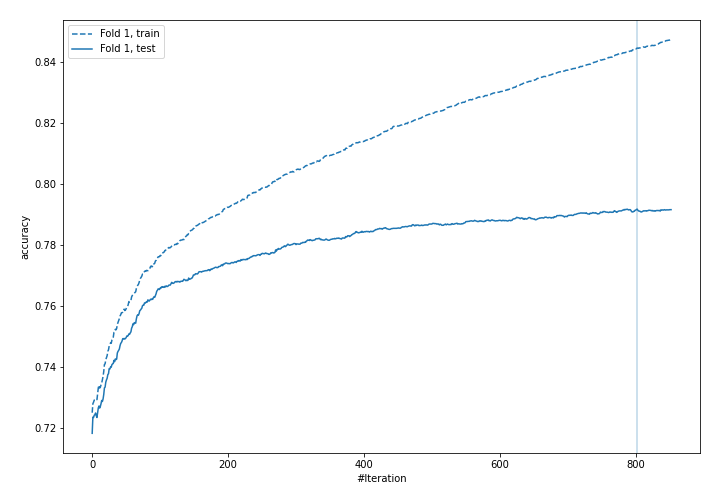 Fold 1, train
Fold 1, test
0.84
0.82
0.80
0.78
0.76
0.74
0.72
accuracy
0 200 400 600 800
#Iteration